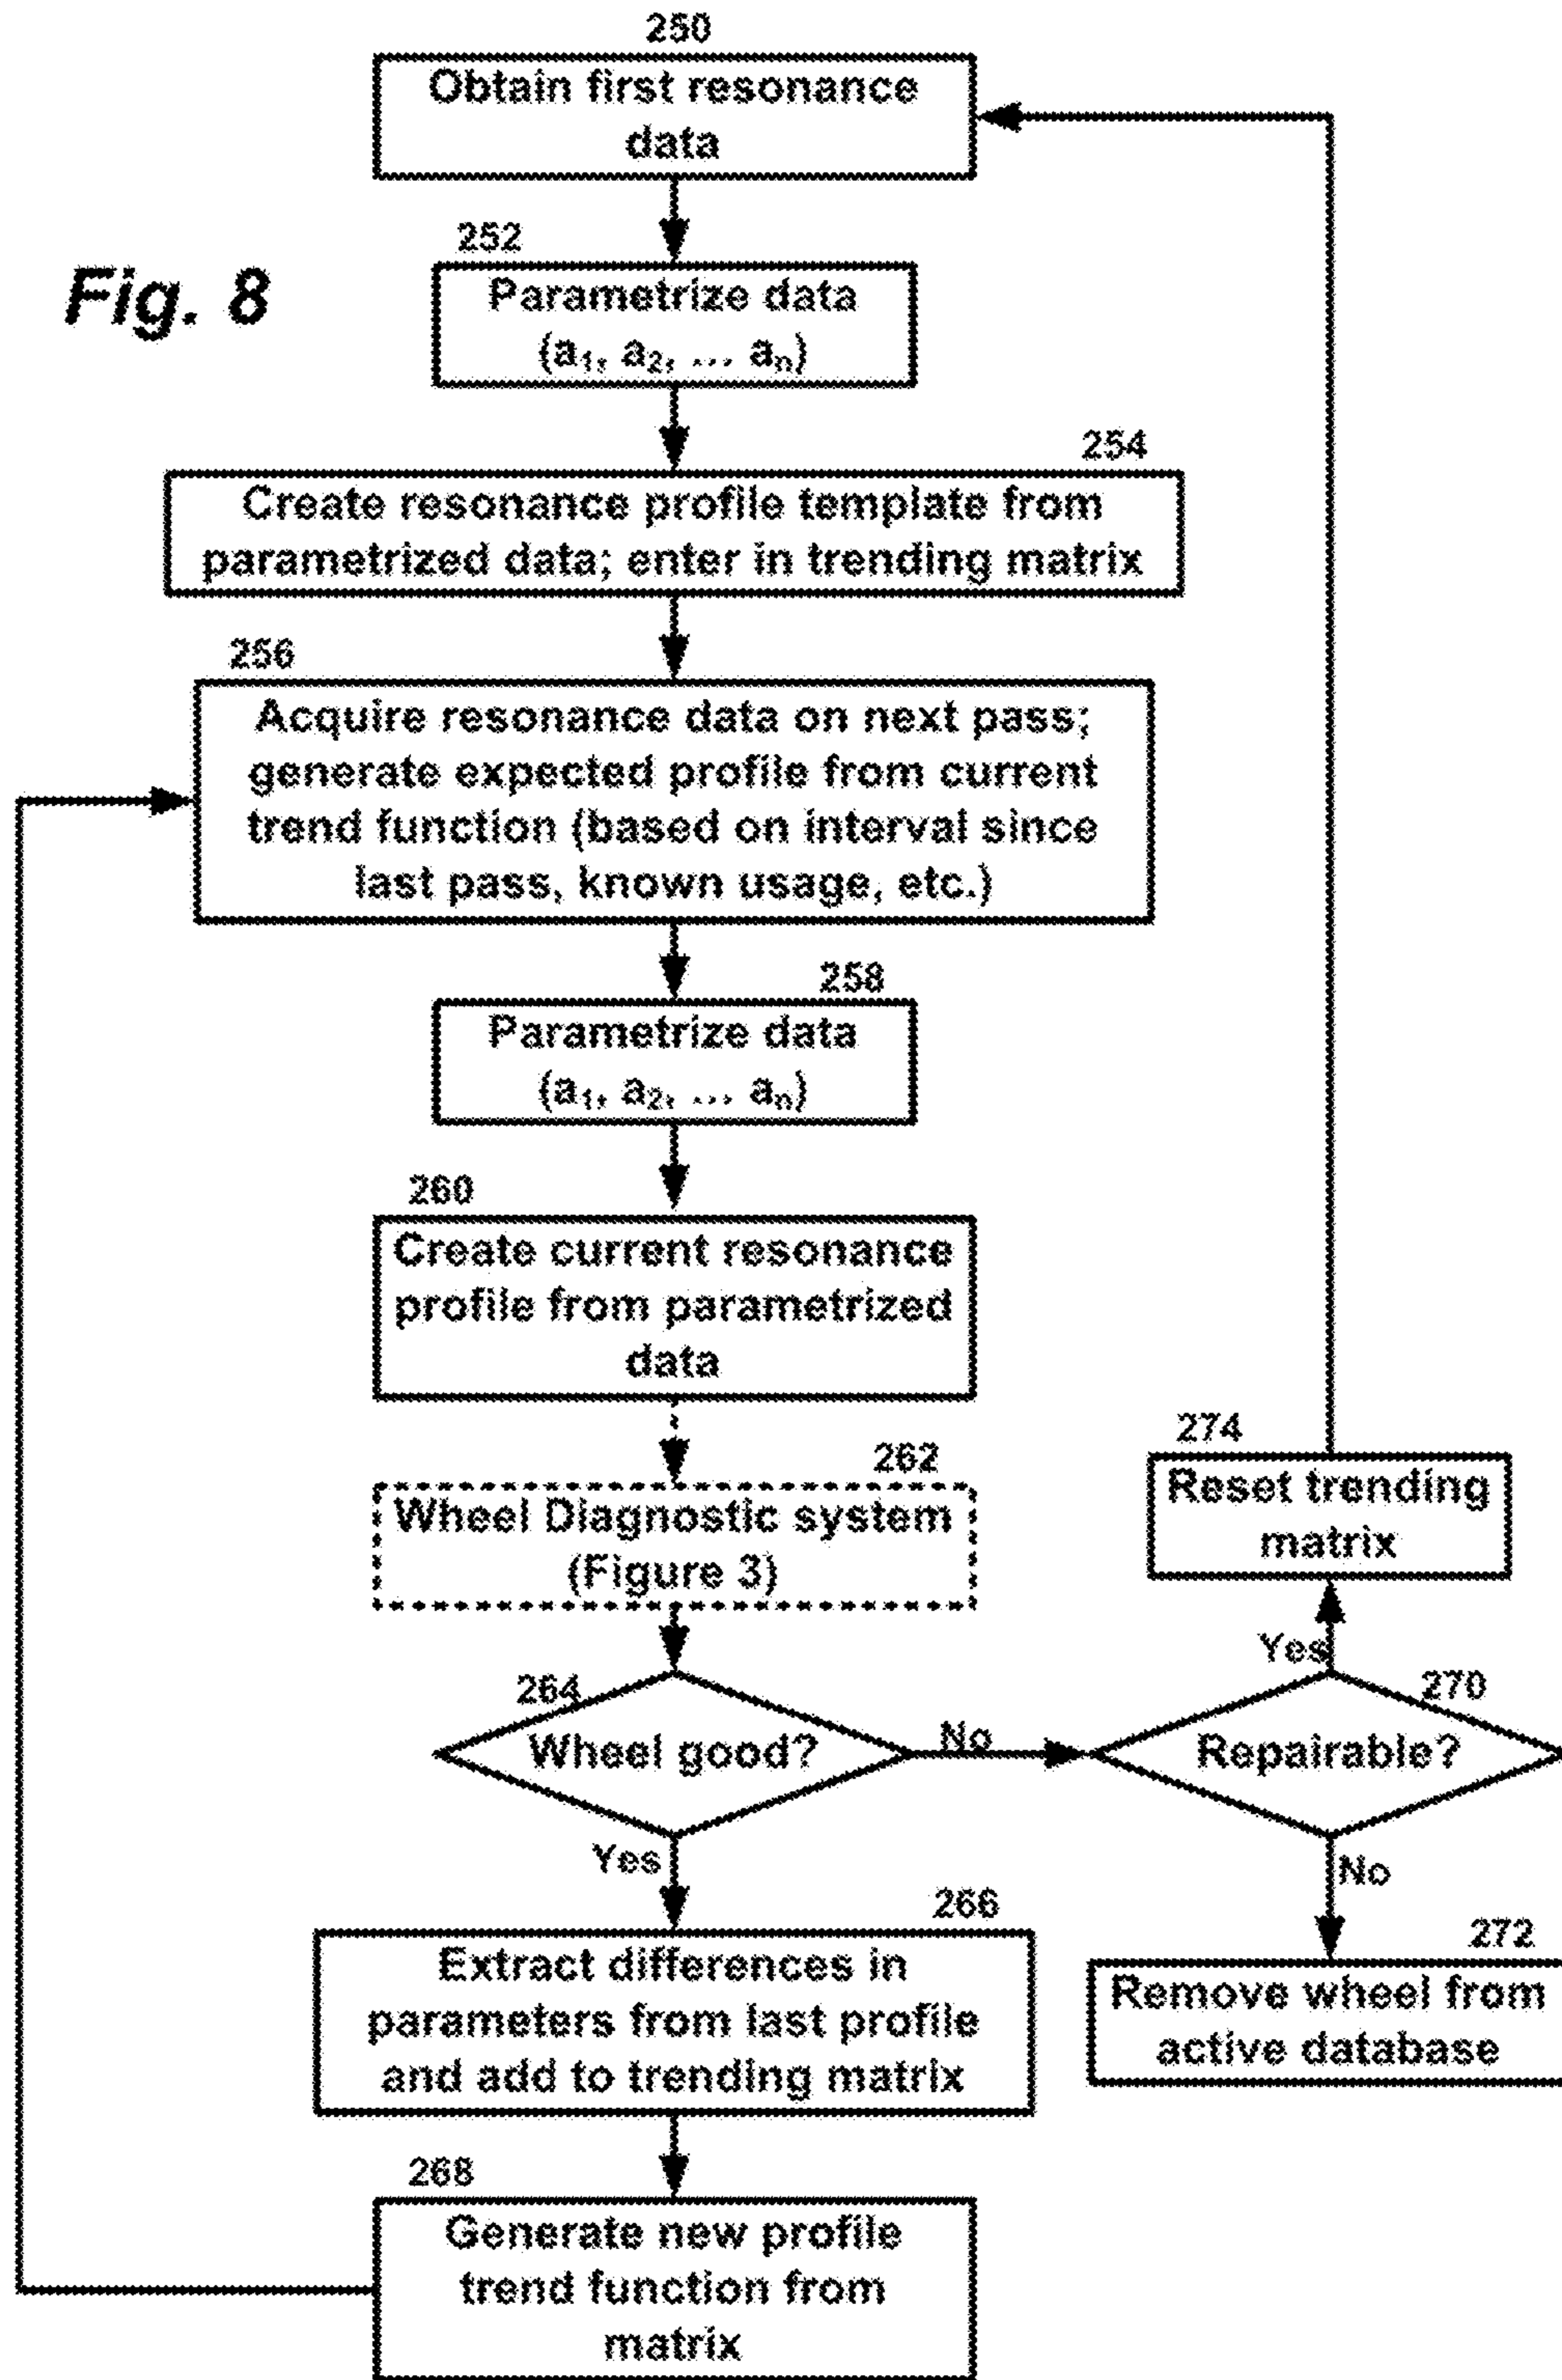 250
Obtain first resonance
data
Fig. 8
252
Parametrize data
(a₁, a₂, ... aₙ)
254
Create resonance profile template from
parametrized data; enter in trending matrix
256
Acquire resonance data on next pass;
generate expected profile from current
trend function (based on interval since
last pass, known usage, etc.)
258
Parametrize data
(a₁, a₂, ... aₙ)
260
Create current resonance
profile from parametrized
data
262
Wheel Diagnostic system
(Figure 3)
274
Reset trending
matrix
264
Wheel good?
No
Yes
270
Repairable?
Yes
No
266
Extract differences in
parameters from last profile
and add to trending matrix
272
Remove wheel from
active database
268
Generate new profile
trend function from
matrix